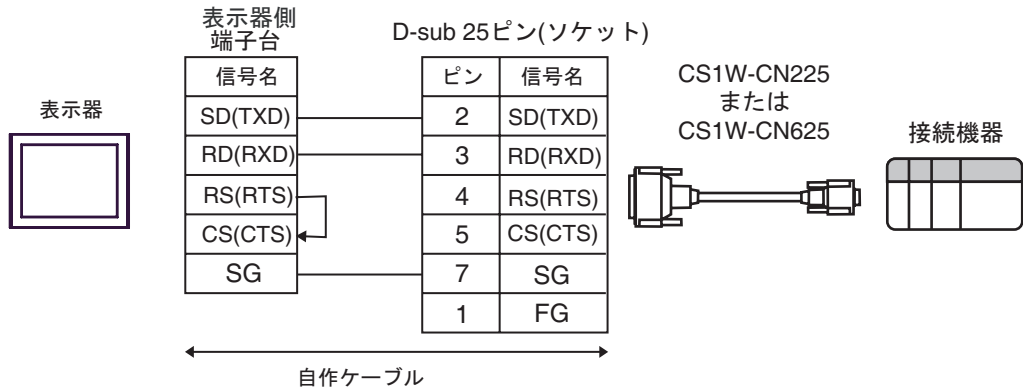 表示器側
端子台
D-sub 25ピン(ソケット)
信号名
ピン 信号名
CS1W-CN225
または
CS1W-CN625
表示器
接続機器
SD(TXD) 2 SD(TXD)
RD(RXD) 3 RD(RXD)
RS(RTS) 4 RS(RTS)
CS(CTS) 5 CS(CTS)
SG 7 SG
1 FG
自作ケーブル